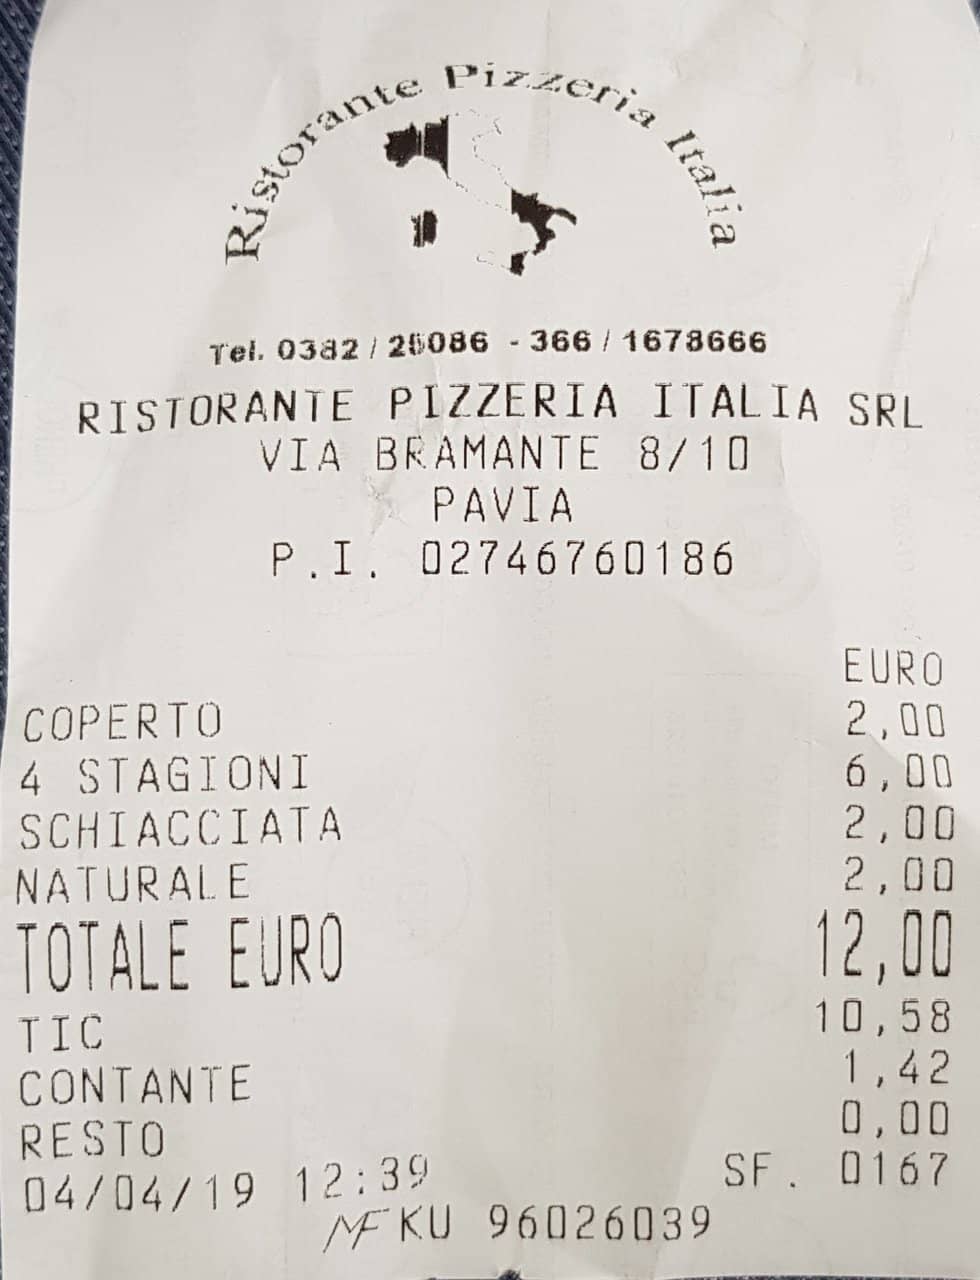 Ristorante Pizzeria Italia
Tel. 0382 / 25086 - 366 / 1678666
RISTORANTE PIZZERIA ITALIA SRL
VIA BRAMANTE 8/10
PAVIA
P.I. 02746760186
EURO
COPERTO 2,00
4 STAGIONI 6,00
SCHIACCIATA 2,00
NATURALE 2,00
TOTALE EURO 12,00
TIC 10,58
CONTANTE 1,42
RESTO 0,00
04/04/19 12:39 SF. 0167
MF KU 96026039